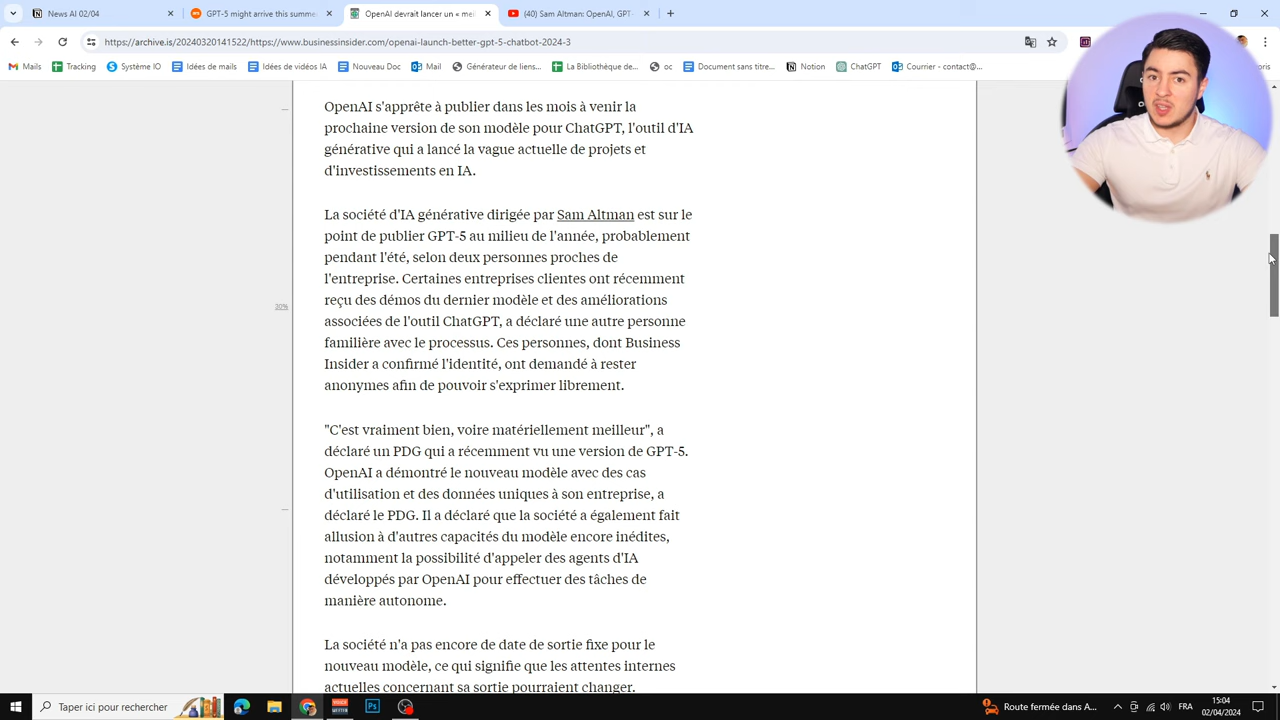 News AI 02/04
GPT-5 might arrive this summer
OpenAI devrait lancer un « mei
(40) Sam Altman: OpenAI, GPT-
https://archive.is/20240320141522/https://www.businessinsider.com/openai-launch-better-gpt-5-chatbot-2024-3
Mails
Tracking
Système IO
Idées de mails
Idées de vidéos IA
Nouveau Doc
Mail
Générateur de liens...
La Bibliothèque de...
oc
Document sans titre...
Notion
ChatGPT
Courrier - contact@...
OpenAI s'apprête à publier dans les mois à venir la
prochaine version de son modèle pour ChatGPT, l'outil d'IA
générative qui a lancé la vague actuelle de projets et
d'investissements en IA.
La société d'IA générative dirigée par Sam Altman est sur le
point de publier GPT-5 au milieu de l'année, probablement
pendant l'été, selon deux personnes proches de
l'entreprise. Certaines entreprises clientes ont récemment
reçu des démos du dernier modèle et des améliorations
30%
associées de l'outil ChatGPT, a déclaré une autre personne
familière avec le processus. Ces personnes, dont Business
Insider a confirmé l'identité, ont demandé à rester
anonymes afin de pouvoir s'exprimer librement.
"C'est vraiment bien, voire matériellement meilleur", a
déclaré un PDG qui a récemment vu une version de GPT-5.
OpenAI a démontré le nouveau modèle avec des cas
d'utilisation et des données uniques à son entreprise, a
déclaré le PDG. Il a déclaré que la société a également fait
allusion à d'autres capacités du modèle encore inédites,
notamment la possibilité d'appeler des agents d'IA
développés par OpenAI pour effectuer des tâches de
manière autonome.
La société n'a pas encore de date de sortie fixe pour le
nouveau modèle, ce qui signifie que les attentes internes
actuelles concernant sa sortie pourraient changer.
Taper ici pour rechercher
Route fermée dans A...
FRA
15:04
02/04/2024